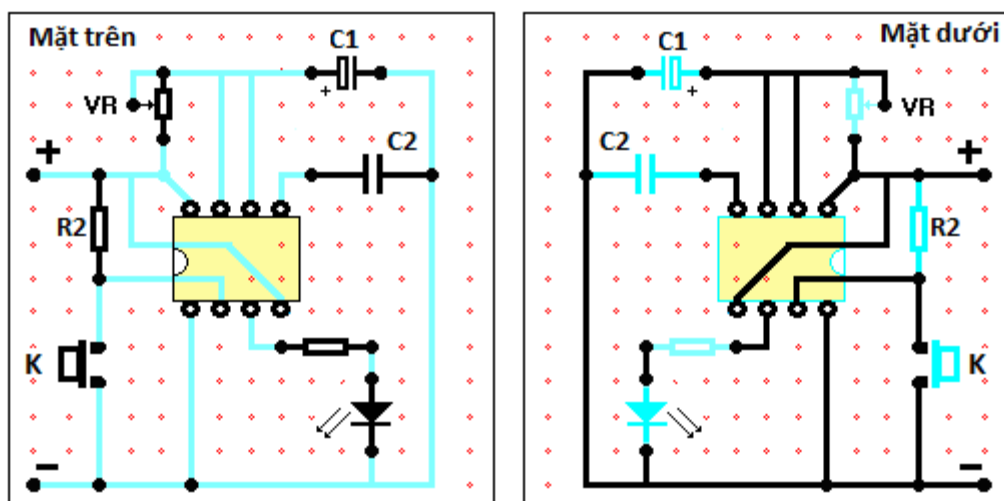 Mặt trên
C1
+
VR
C2
+
R2
K
−
Mặt dưới
C1
+
VR
C2
+
R2
K
−